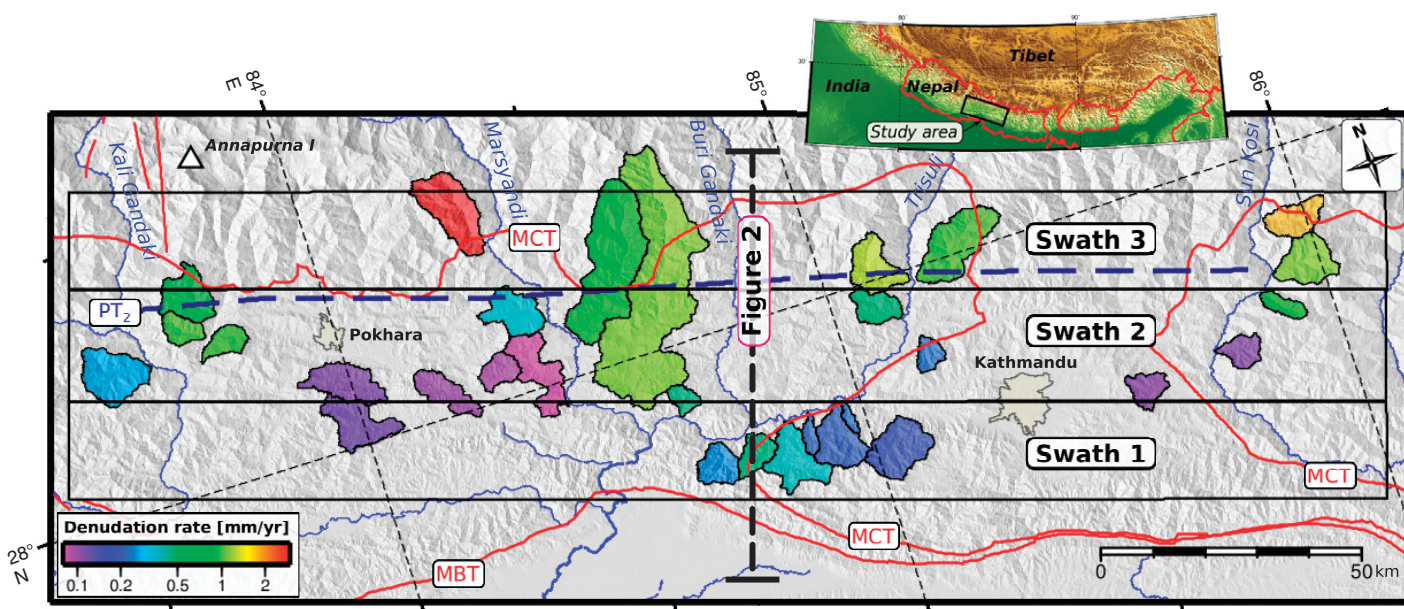 80°
90°
30°
Tibet
India
Nepal
Study area
84°
E
85°
86°
N
Annapurna I
Kali Gandaki
Marsyandi
Buri Gandaki
Trisuli
Sun Kosi
MCT
Swath 3
Figure 2
PT2
Pokhara
Swath 2
Kathmandu
Swath 1
MCT
Denudation rate [mm/yr]
0.1 0.2 0.5 1 2
28°
N
MBT
MCT
0 50km